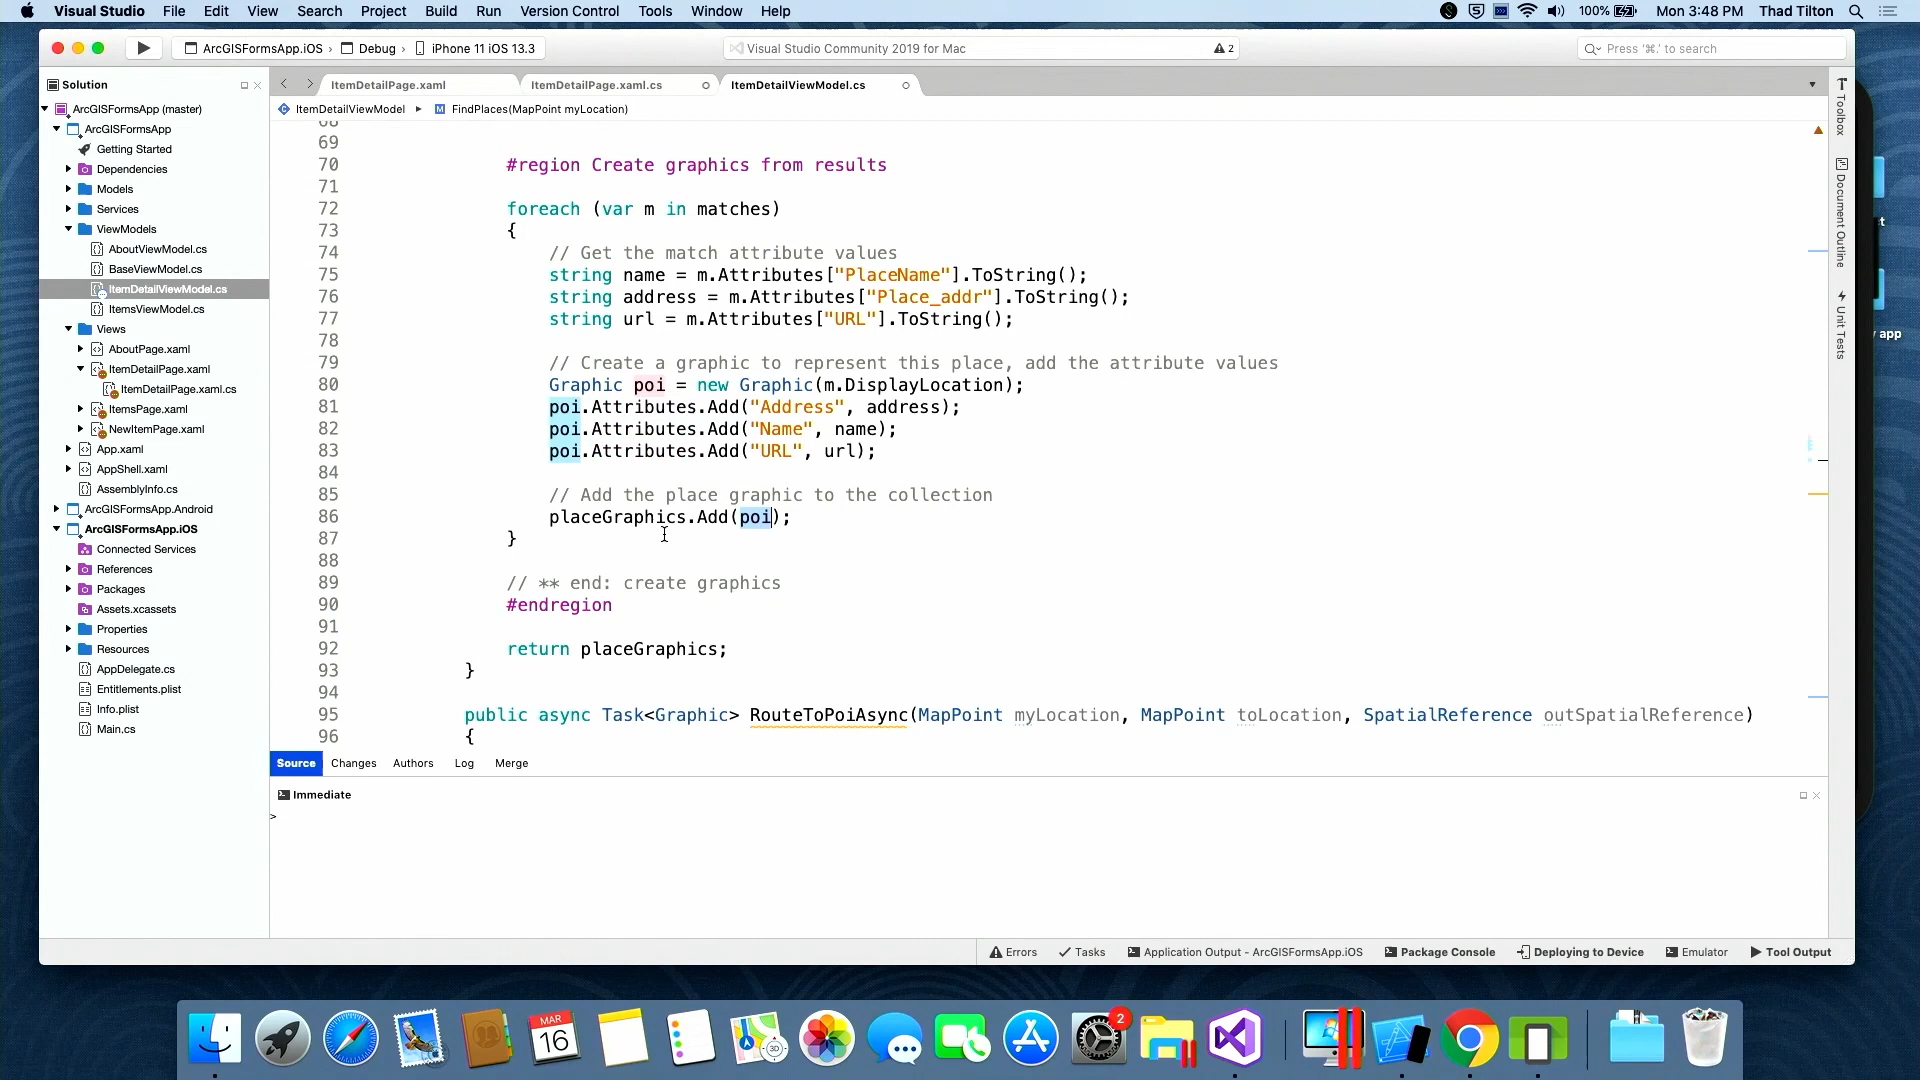 Visual Studio File Edit View Search Project Build Run Version Control Tools Window Help 100% Mon 3:48 PM Thad Tilton
ArcGISFormsApp.iOS › Debug › iPhone 11 iOS 13.3
Visual Studio Community 2019 for Mac
2
Press ‘⌘.’ to search
Solution
ArcGISFormsApp (master)
ArcGISFormsApp
Getting Started
Dependencies
Models
Services
ViewModels
AboutViewModel.cs
BaseViewModel.cs
ItemDetailViewModel.cs
ItemsViewModel.cs
Views
AboutPage.xaml
ItemDetailPage.xaml
ItemDetailPage.xaml.cs
ItemsPage.xaml
NewItemPage.xaml
App.xaml
AppShell.xaml
AssemblyInfo.cs
ArcGISFormsApp.Android
ArcGISFormsApp.iOS
Connected Services
References
Packages
Assets.xcassets
Properties
Resources
AppDelegate.cs
Entitlements.plist
Info.plist
Main.cs
ItemDetailPage.xaml
ItemDetailPage.xaml.cs
ItemDetailViewModel.cs
ItemDetailViewModel
FindPlaces(MapPoint myLocation)
68
69
70 #region Create graphics from results
71
72 foreach (var m in matches)
73 {
74 // Get the match attribute values
75 string name = m.Attributes["PlaceName"].ToString();
76 string address = m.Attributes["Place_addr"].ToString();
77 string url = m.Attributes["URL"].ToString();
78
79 // Create a graphic to represent this place, add the attribute values
80 Graphic poi = new Graphic(m.DisplayLocation);
81 poi.Attributes.Add("Address", address);
82 poi.Attributes.Add("Name", name);
83 poi.Attributes.Add("URL", url);
84
85 // Add the place graphic to the collection
86 placeGraphics.Add(poi);
87 }
88
89 // ** end: create graphics
90 #endregion
91
92 return placeGraphics;
93 }
94
95 public async Task<Graphic> RouteToPoiAsync(MapPoint myLocation, MapPoint toLocation, SpatialReference outSpatialReference)
96 {
Source Changes Authors Log Merge
Immediate
>
Errors Tasks Application Output - ArcGISFormsApp.iOS Package Console Deploying to Device Emulator Tool Output
Toolbox
Document Outline
Unit Tests
t
y app
MAR
16
3D
2